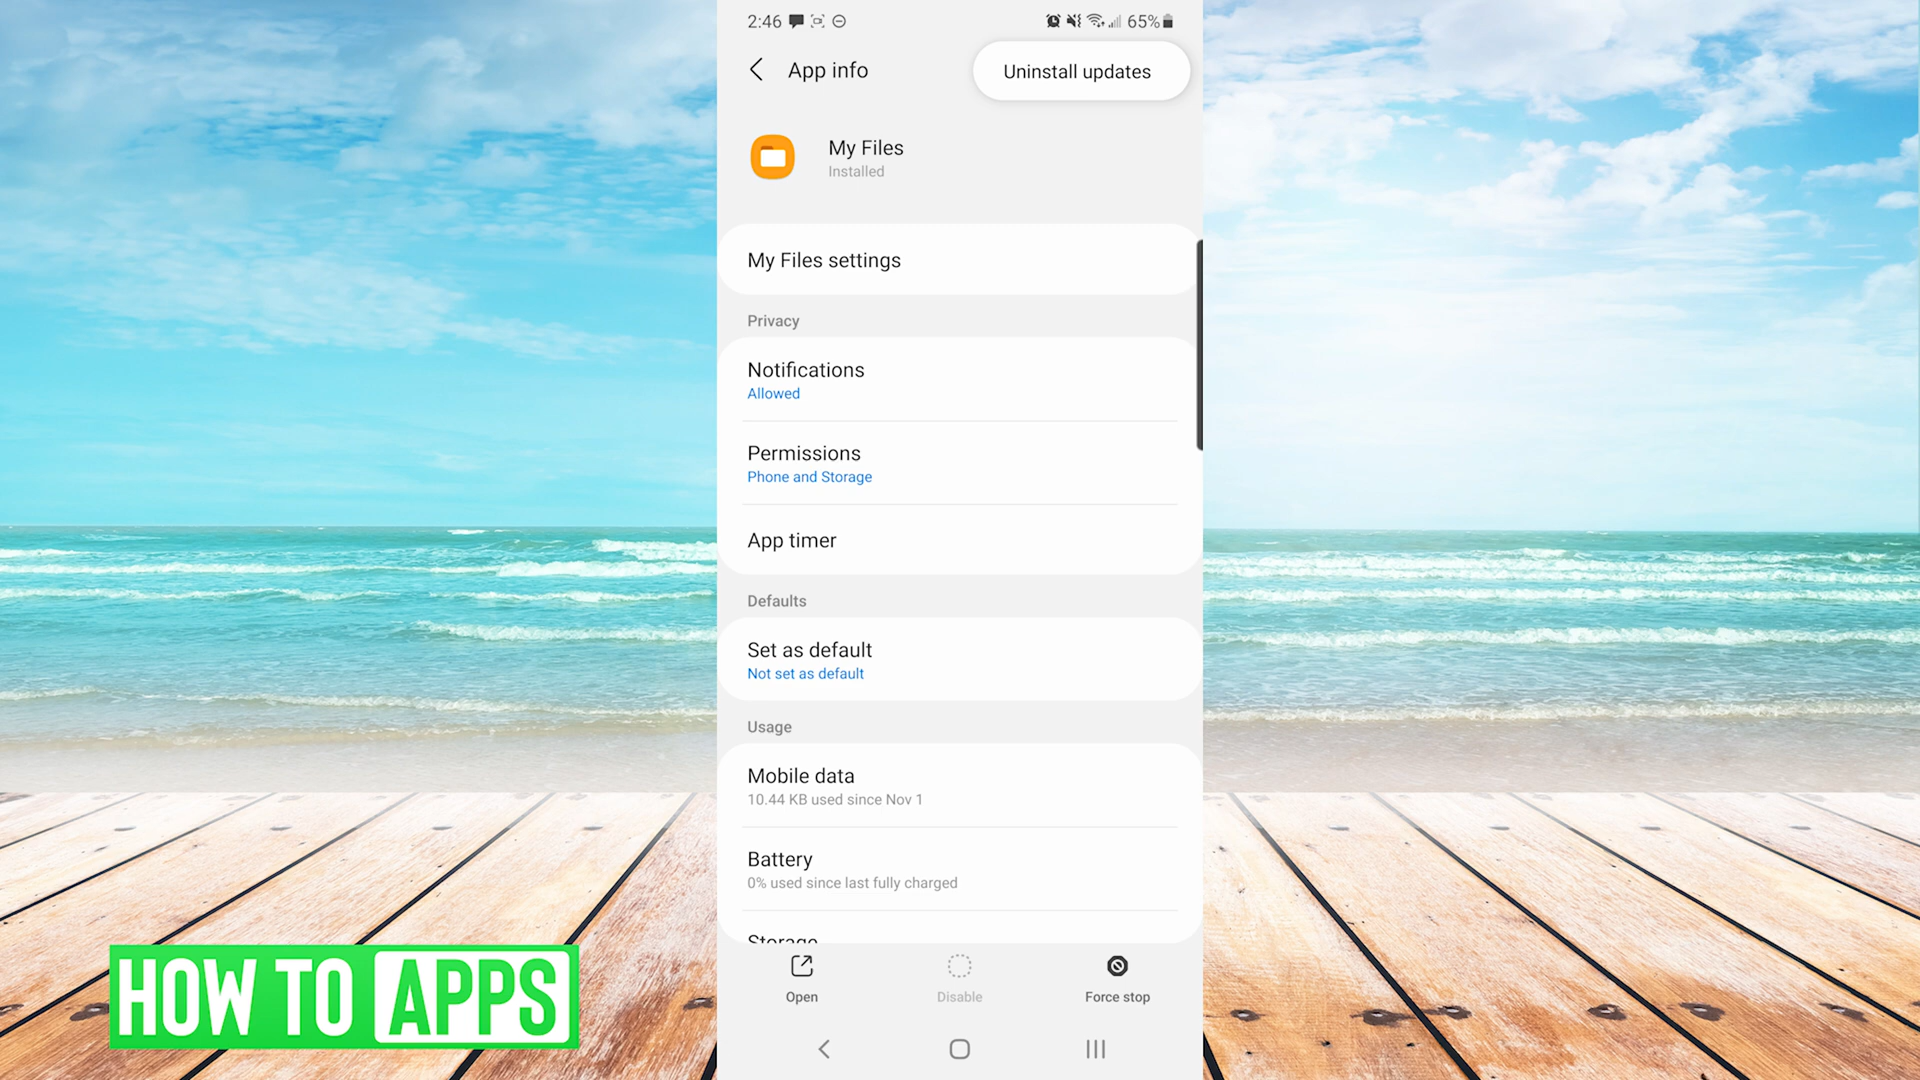 2:46 65%
App info
Uninstall updates
My Files
Installed
My Files settings
Privacy
Notifications
Allowed
Permissions
Phone and Storage
App timer
Defaults
Set as default
Not set as default
Usage
Mobile data
10.44 KB used since Nov 1
Battery
0% used since last fully charged
Storage
Open Disable Force stop
HOW TO APPS